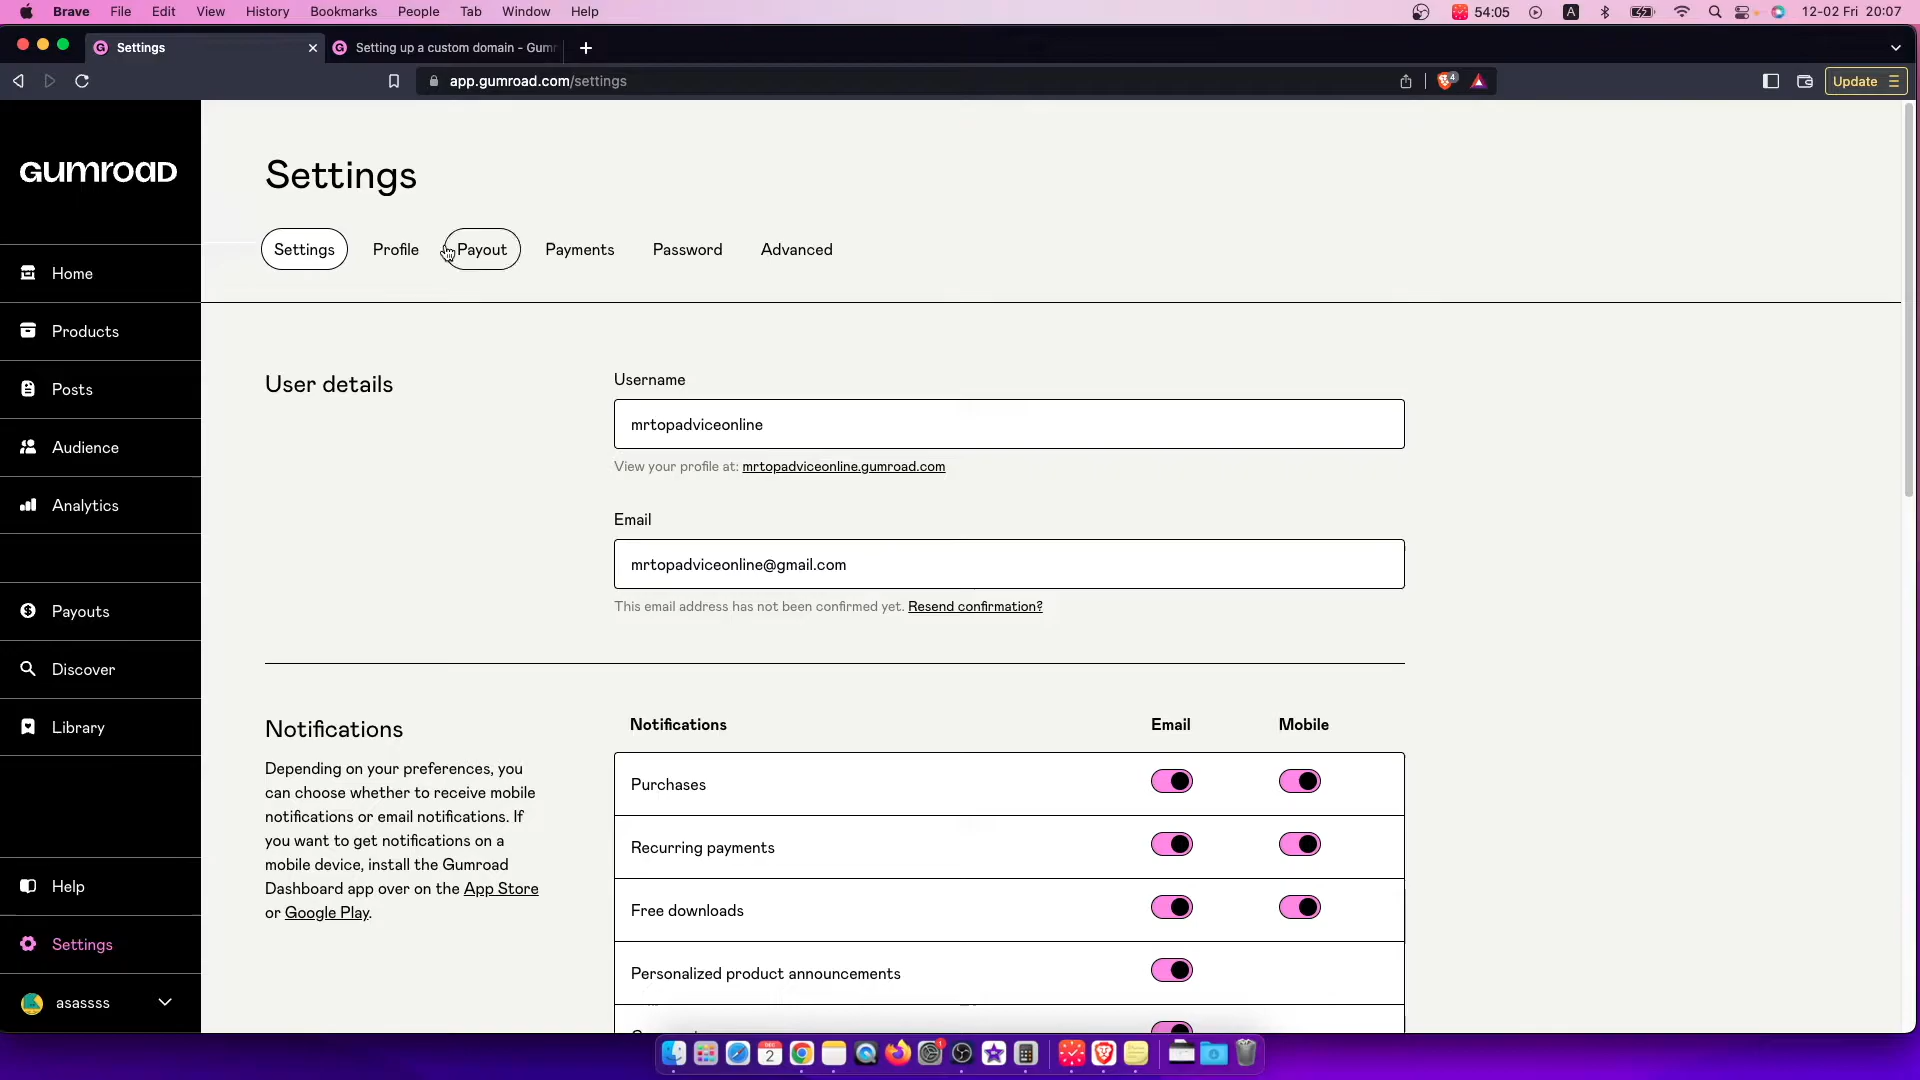 Brave File Edit View History Bookmarks People Tab Window Help
54:05 A 12-02 Fri 20:07
Settings
Setting up a custom domain - Gumr
app.gumroad.com/settings
4
Update
GUMROAD
Home
Products
Posts
Audience
Analytics
Payouts
Discover
Library
Help
Settings
asassss
Settings
Settings Profile Payout Payments Password Advanced
User details
Username
mrtopadviceonline
View your profile at: mrtopadviceonline.gumroad.com
Email
mrtopadviceonline@gmail.com
This email address has not been confirmed yet. Resend confirmation?
Notifications
Depending on your preferences, you
can choose whether to receive mobile
notifications or email notifications. If
you want to get notifications on a
mobile device, install the Gumroad
Dashboard app over on the App Store
or Google Play.
Notifications Email Mobile
Purchases
Recurring payments
Free downloads
Personalized product announcements
DEC
2
1